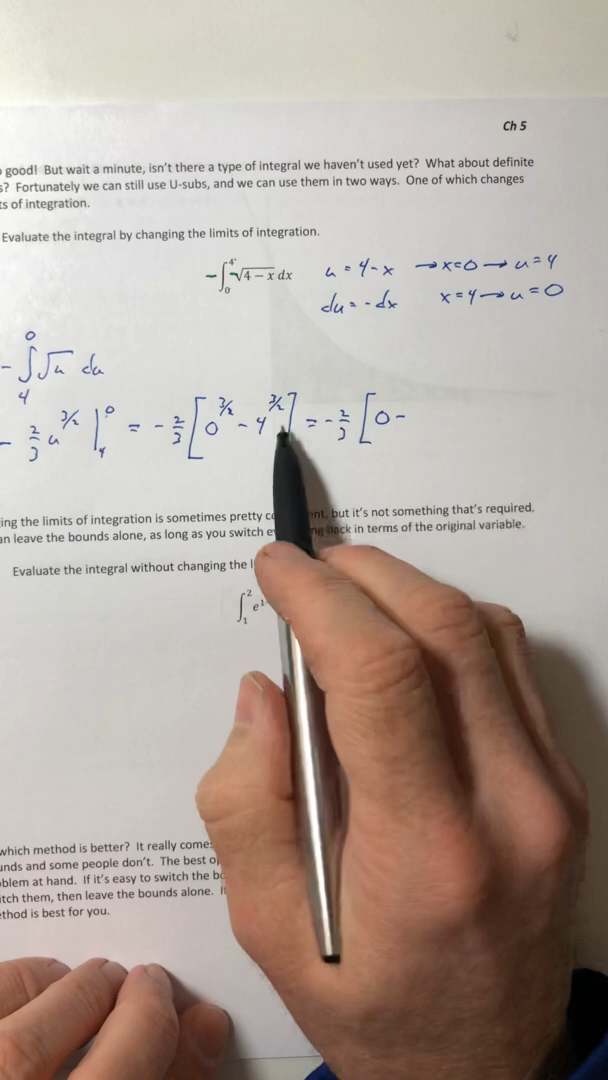 Ch 5
good! But wait a minute, isn't there a type of integral we haven't used yet? What about definite
s? Fortunately we can still use U-subs, and we can use them in two ways. One of which changes
ts of integration.
Evaluate the integral by changing the limits of integration.
-∫₀⁴ -√(4 − x) dx u = 4-x → x=0 → u=4
du = - dx x=4 → u=0
- ∫₄⁰ √u du
- 2/3 u^(3/2) |₄⁰ = - 2/3 [0^(3/2) - 4^(3/2)] = - 2/3 [0 -
ing the limits of integration is sometimes pretty nt, but it's not something that's required.
an leave the bounds alone, as long as you switch back in terms of the original variable.
Evaluate the integral without changing the
∫₁² e
which method is better? It really come
unds and some people don't. The best
oblem at hand. If it's easy to switch the
itch them, then leave the bounds alone.
ethod is best for you.